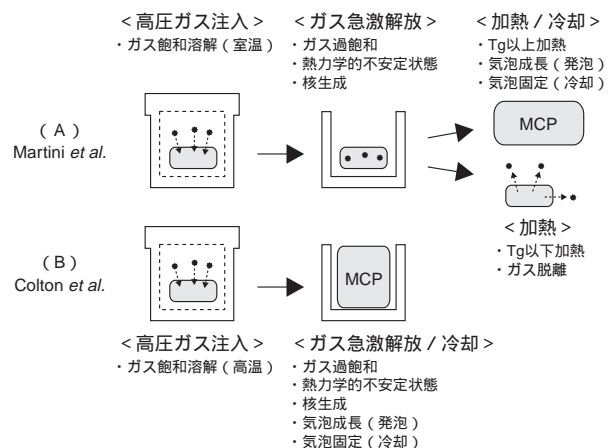 <高圧ガス注入>
・ガス飽和溶解(室温)
<ガス急激解放>
・ガス過飽和
・熱力学的不安定状態
・核生成
<加熱 / 冷却>
・Tg以上加熱
・気泡成長(発泡)
・気泡固定(冷却)
(A)
Martini et al.
MCP
<加熱>
・Tg以下加熱
・ガス脱離
(B)
Colton et al.
MCP
<高圧ガス注入>
・ガス飽和溶解(高温)
<ガス急激解放 / 冷却>
・ガス過飽和
・熱力学的不安定状態
・核生成
・気泡成長(発泡)
・気泡固定(冷却)